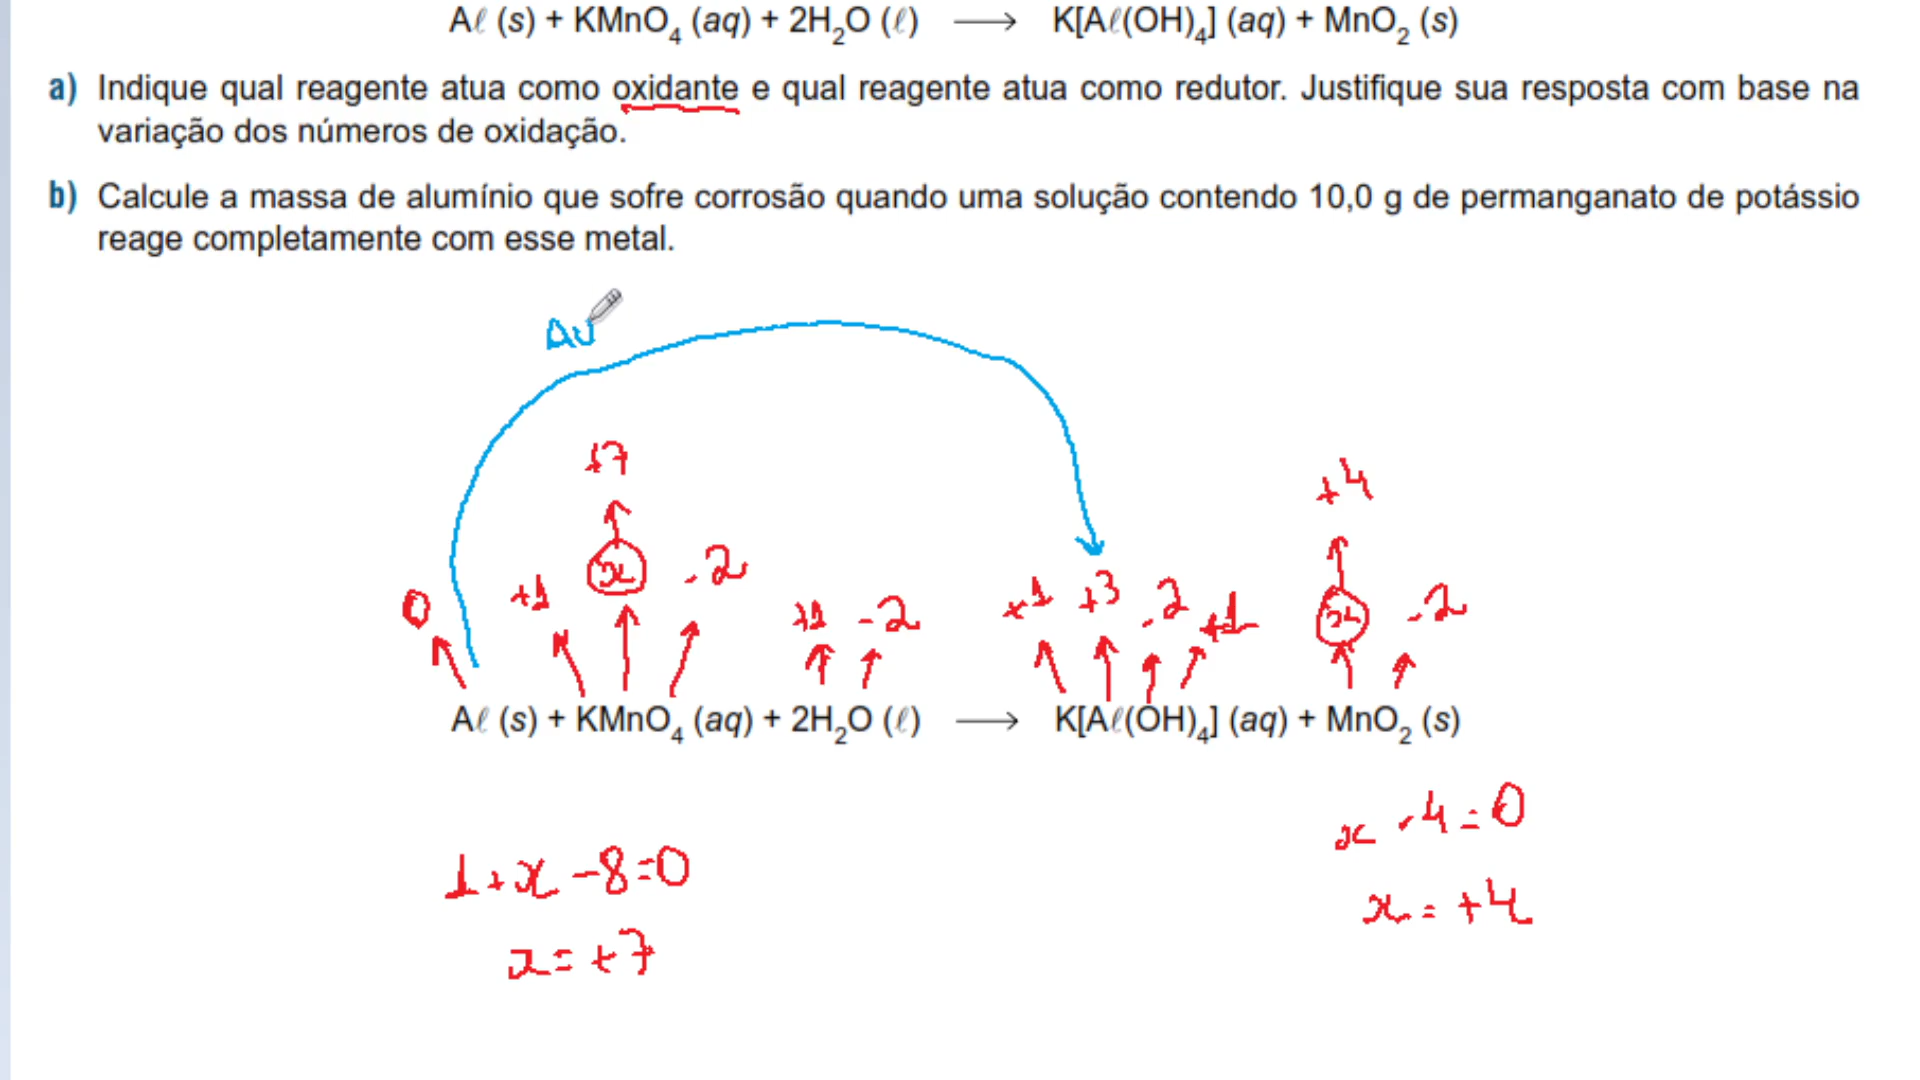 Aℓ (s) + KMnO₄ (aq) + 2H₂O (ℓ) ⟶ K[Aℓ(OH)₄] (aq) + MnO₂ (s)
a) Indique qual reagente atua como oxidante e qual reagente atua como redutor. Justifique sua resposta com base na
variação dos números de oxidação.
b) Calcule a massa de alumínio que sofre corrosão quando uma solução contendo 10,0 g de permanganato de potássio
reage completamente com esse metal.
AU
+7 +4
0 +1 x -2 +1 -2 +1 +3 -2 +1 x -2
Aℓ (s) + KMnO₄ (aq) + 2H₂O (ℓ) ⟶ K[Aℓ(OH)₄] (aq) + MnO₂ (s)
1+x-8=0
x=+7
x-4=0
x=+4